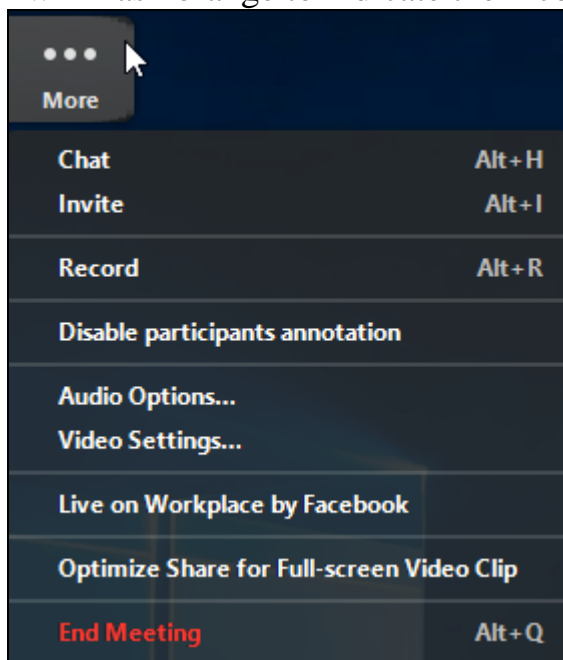 More
Chat Alt+H
Invite Alt+I
Record Alt+R
Disable participants annotation
Audio Options...
Video Settings...
Live on Workplace by Facebook
Optimize Share for Full-screen Video Clip
End Meeting Alt+Q